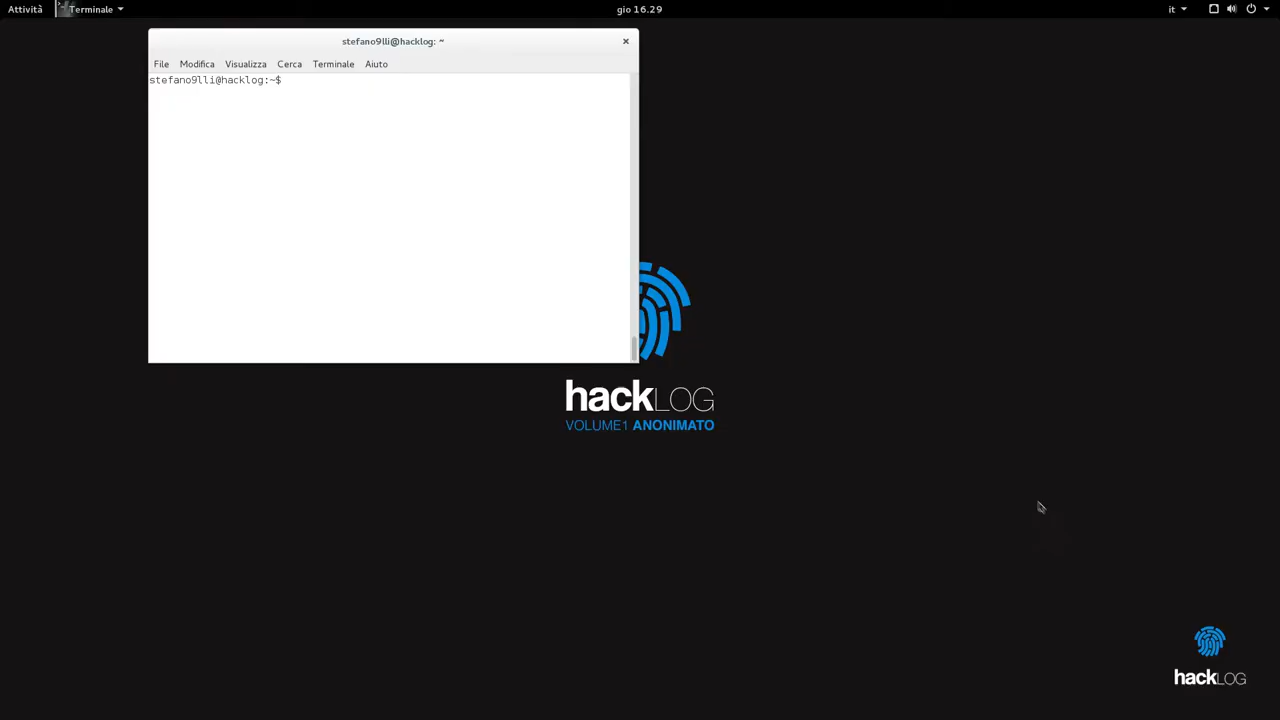 Attività Terminale gio 16.29 it
stefano9lli@hacklog: ~
File Modifica Visualizza Cerca Terminale Aiuto
stefano9lli@hacklog:~$
hackLOG
VOLUME1 ANONIMATO
hackLOG